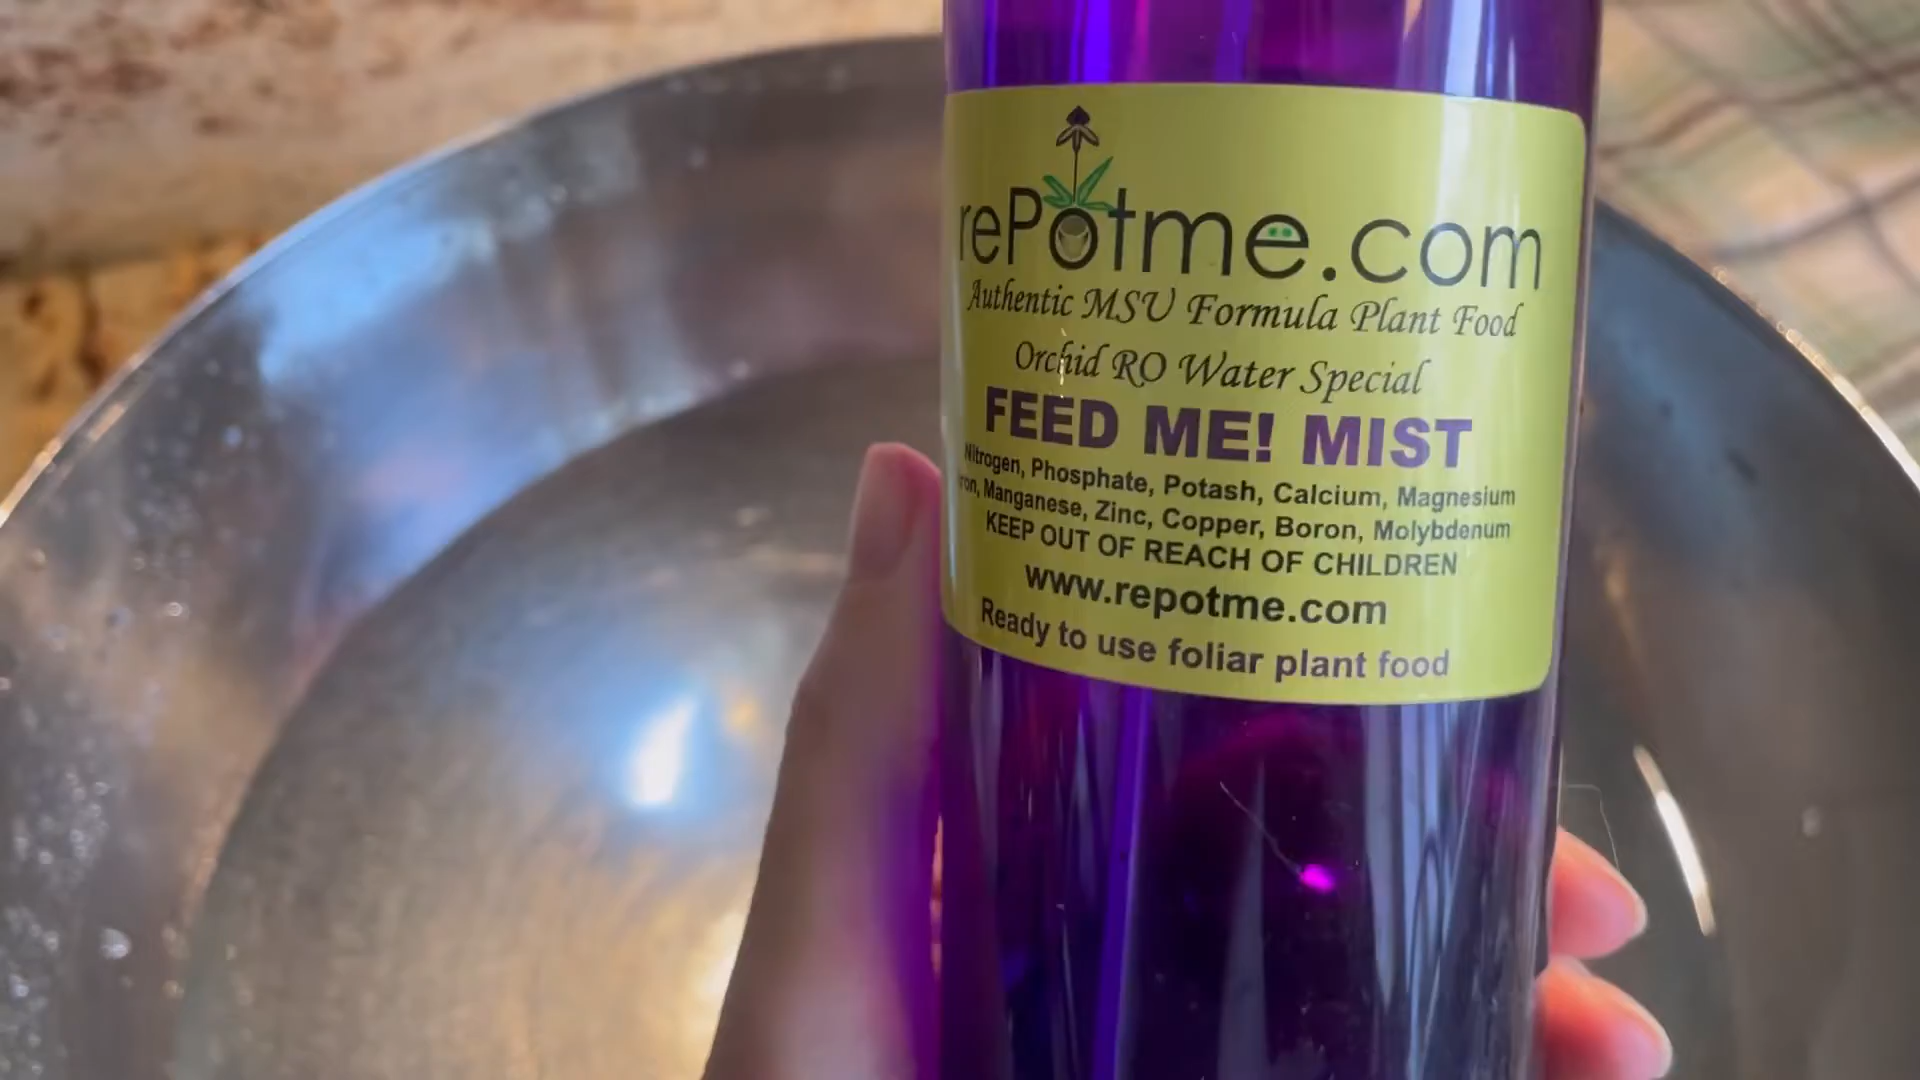 rePotme.com
Authentic MSU Formula Plant Food
Orchid RO Water Special
FEED ME! MIST
Nitrogen, Phosphate, Potash, Calcium, Magnesium
Iron, Manganese, Zinc, Copper, Boron, Molybdenum
KEEP OUT OF REACH OF CHILDREN
www.repotme.com
Ready to use foliar plant food